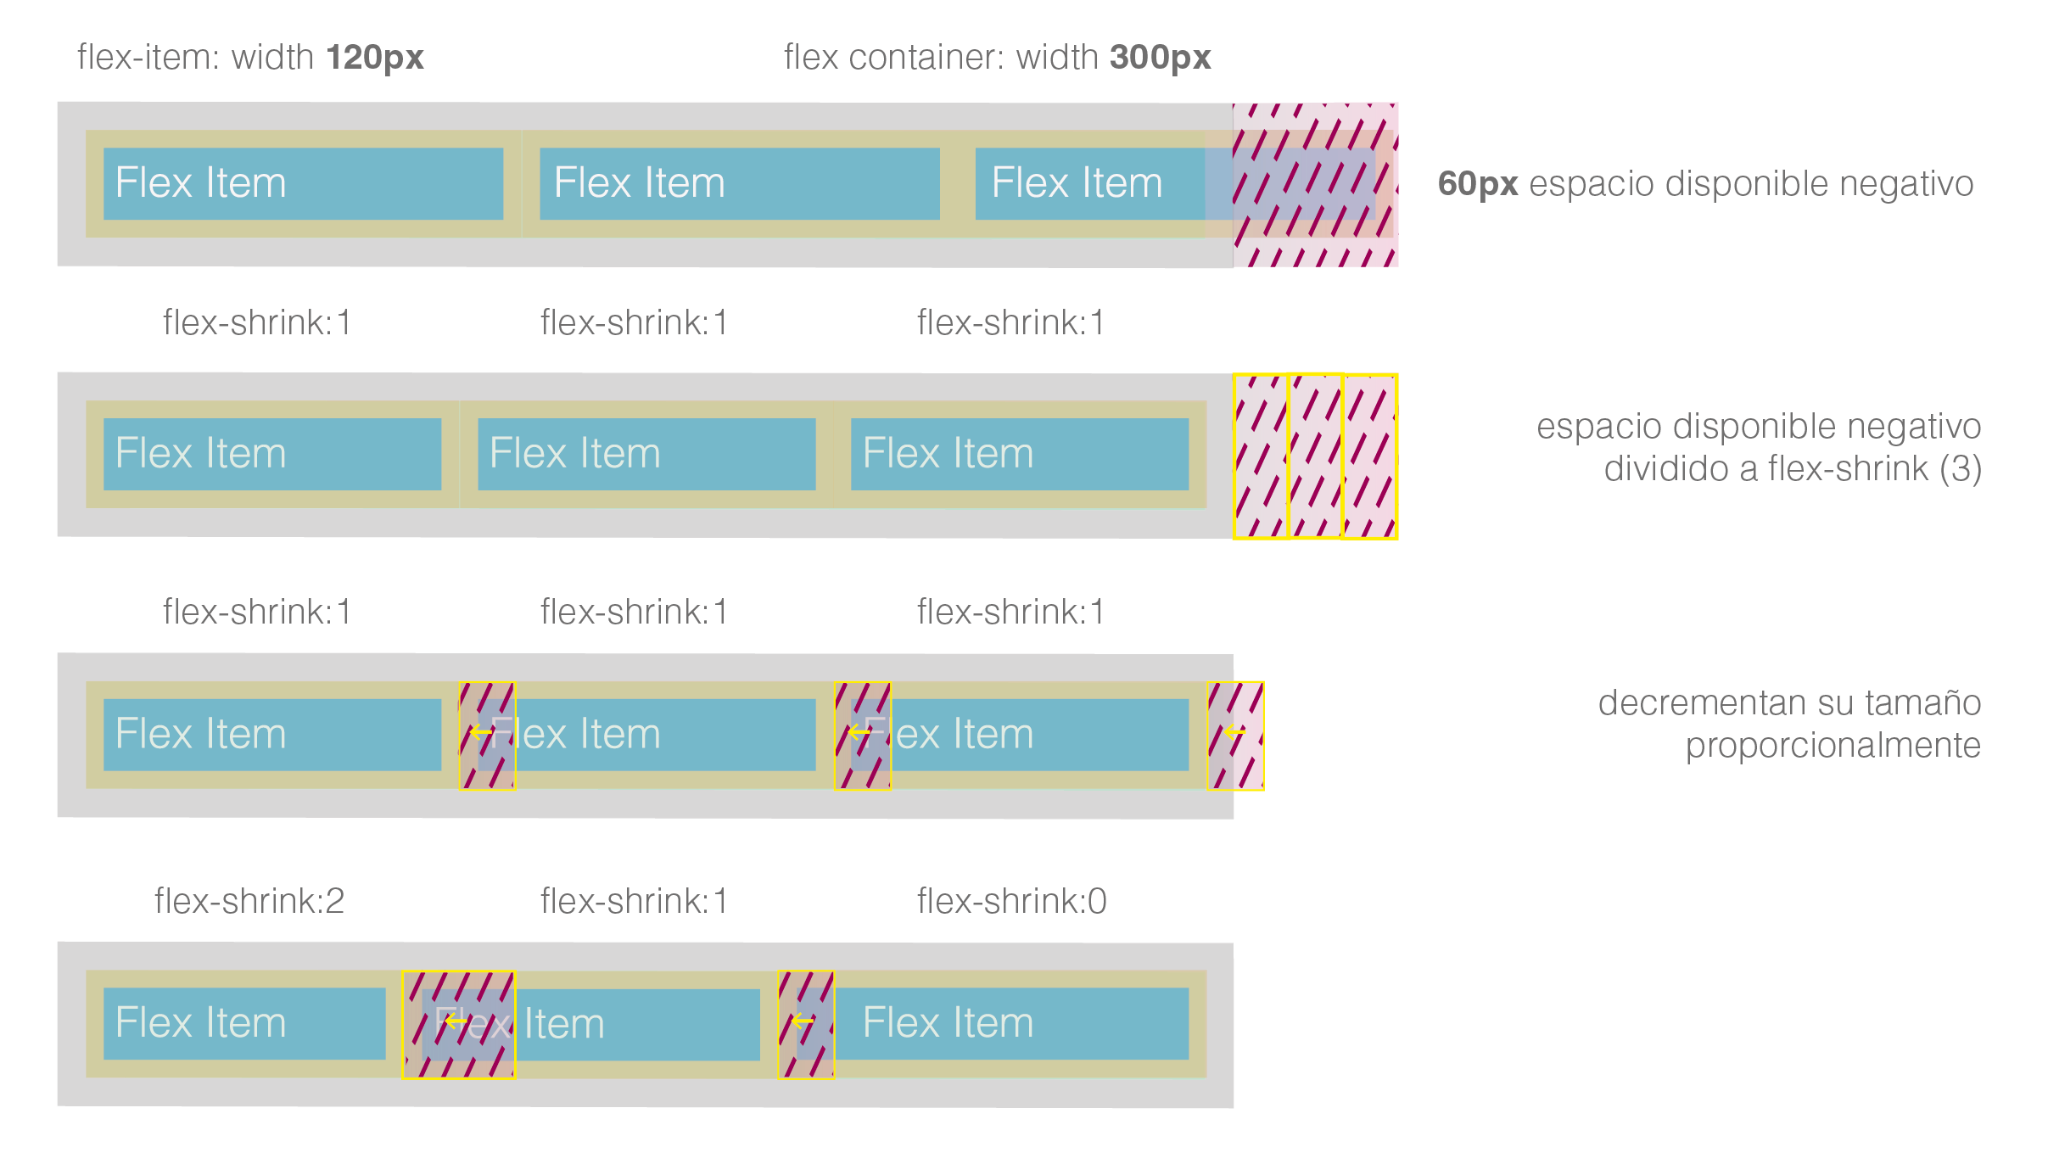 flex-item: width 120px
flex container: width 300px
Flex Item
Flex Item
Flex Item
60px espacio disponible negativo
flex-shrink:1
flex-shrink:1
flex-shrink:1
Flex Item
Flex Item
Flex Item
espacio disponible negativo
dividido a flex-shrink (3)
flex-shrink:1
flex-shrink:1
flex-shrink:1
Flex Item
Flex Item
Flex Item
decrementan su tamaño
proporcionalmente
flex-shrink:2
flex-shrink:1
flex-shrink:0
Flex Item
Flex Item
Flex Item